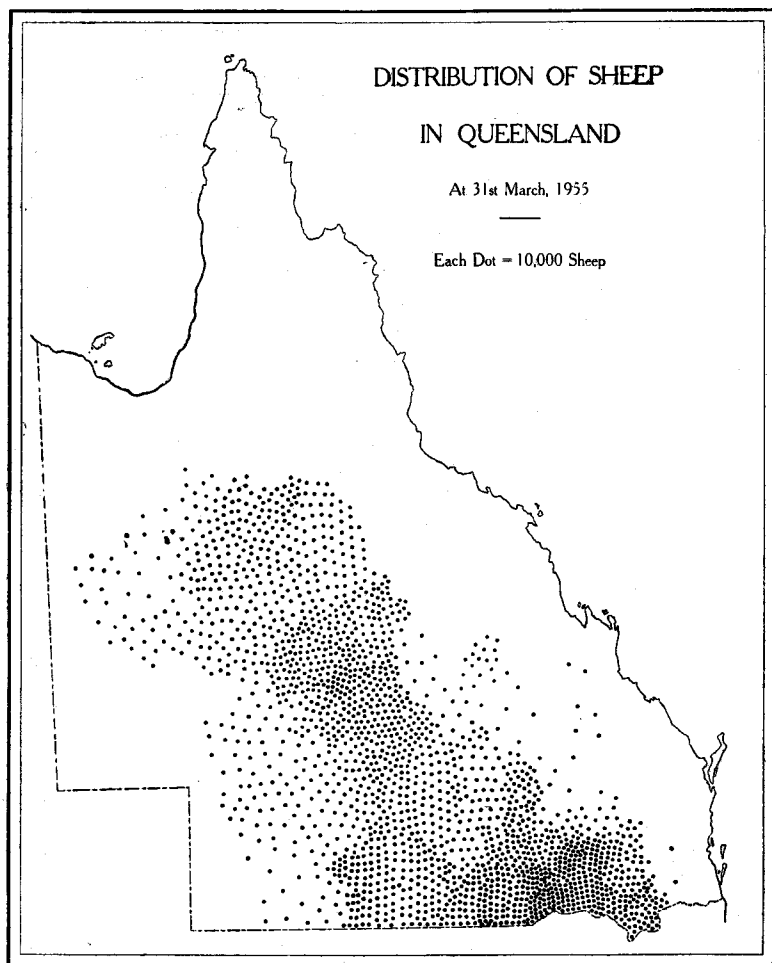 DISTRIBUTION OF SHEEP
IN QUEENSLAND
At 31st March, 1955
Each Dot = 10,000 Sheep